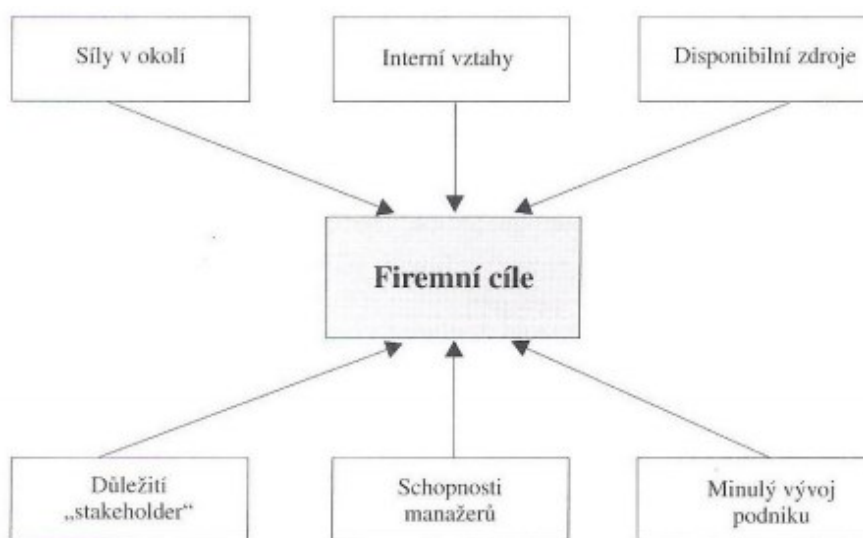 Síly v okolí
Interní vztahy
Disponibilní zdroje
Firemní cíle
Důležití
„stakeholder“
Schopnosti
manažerů
Minulý vývoj
podniku